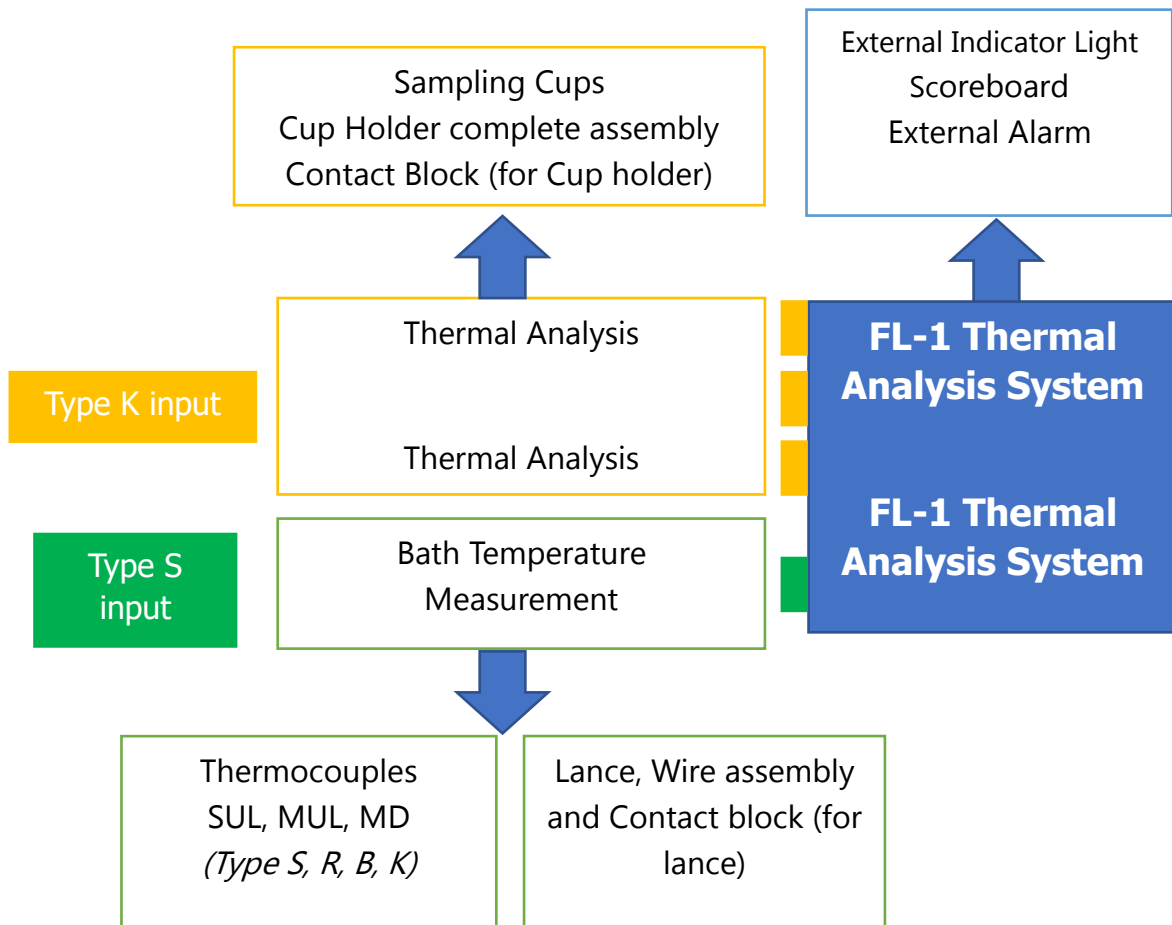 Sampling Cups
Cup Holder complete assembly
Contact Block (for Cup holder)
External Indicator Light
Scoreboard
External Alarm
Type K input
Thermal Analysis
Thermal Analysis
FL-1 Thermal
Analysis System
FL-1 Thermal
Analysis System
Type S
input
Bath Temperature
Measurement
Thermocouples
SUL, MUL, MD
(Type S, R, B, K)
Lance, Wire assembly
and Contact block (for
lance)